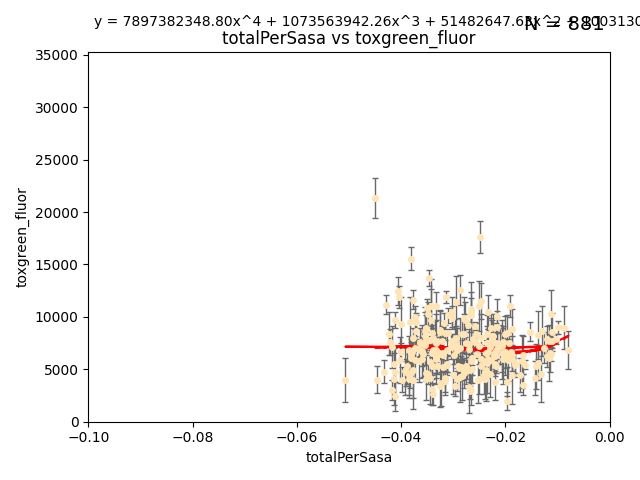 y = 7897382348.80x^4 + 1073563942.26x^3 + 51482647.63x^2 + 1003130
N = 881
totalPerSasa vs toxgreen_fluor
35000
30000
25000
20000
15000
10000
5000
0
toxgreen_fluor
−0.10 −0.08 −0.06 −0.04 −0.02 0.00
totalPerSasa